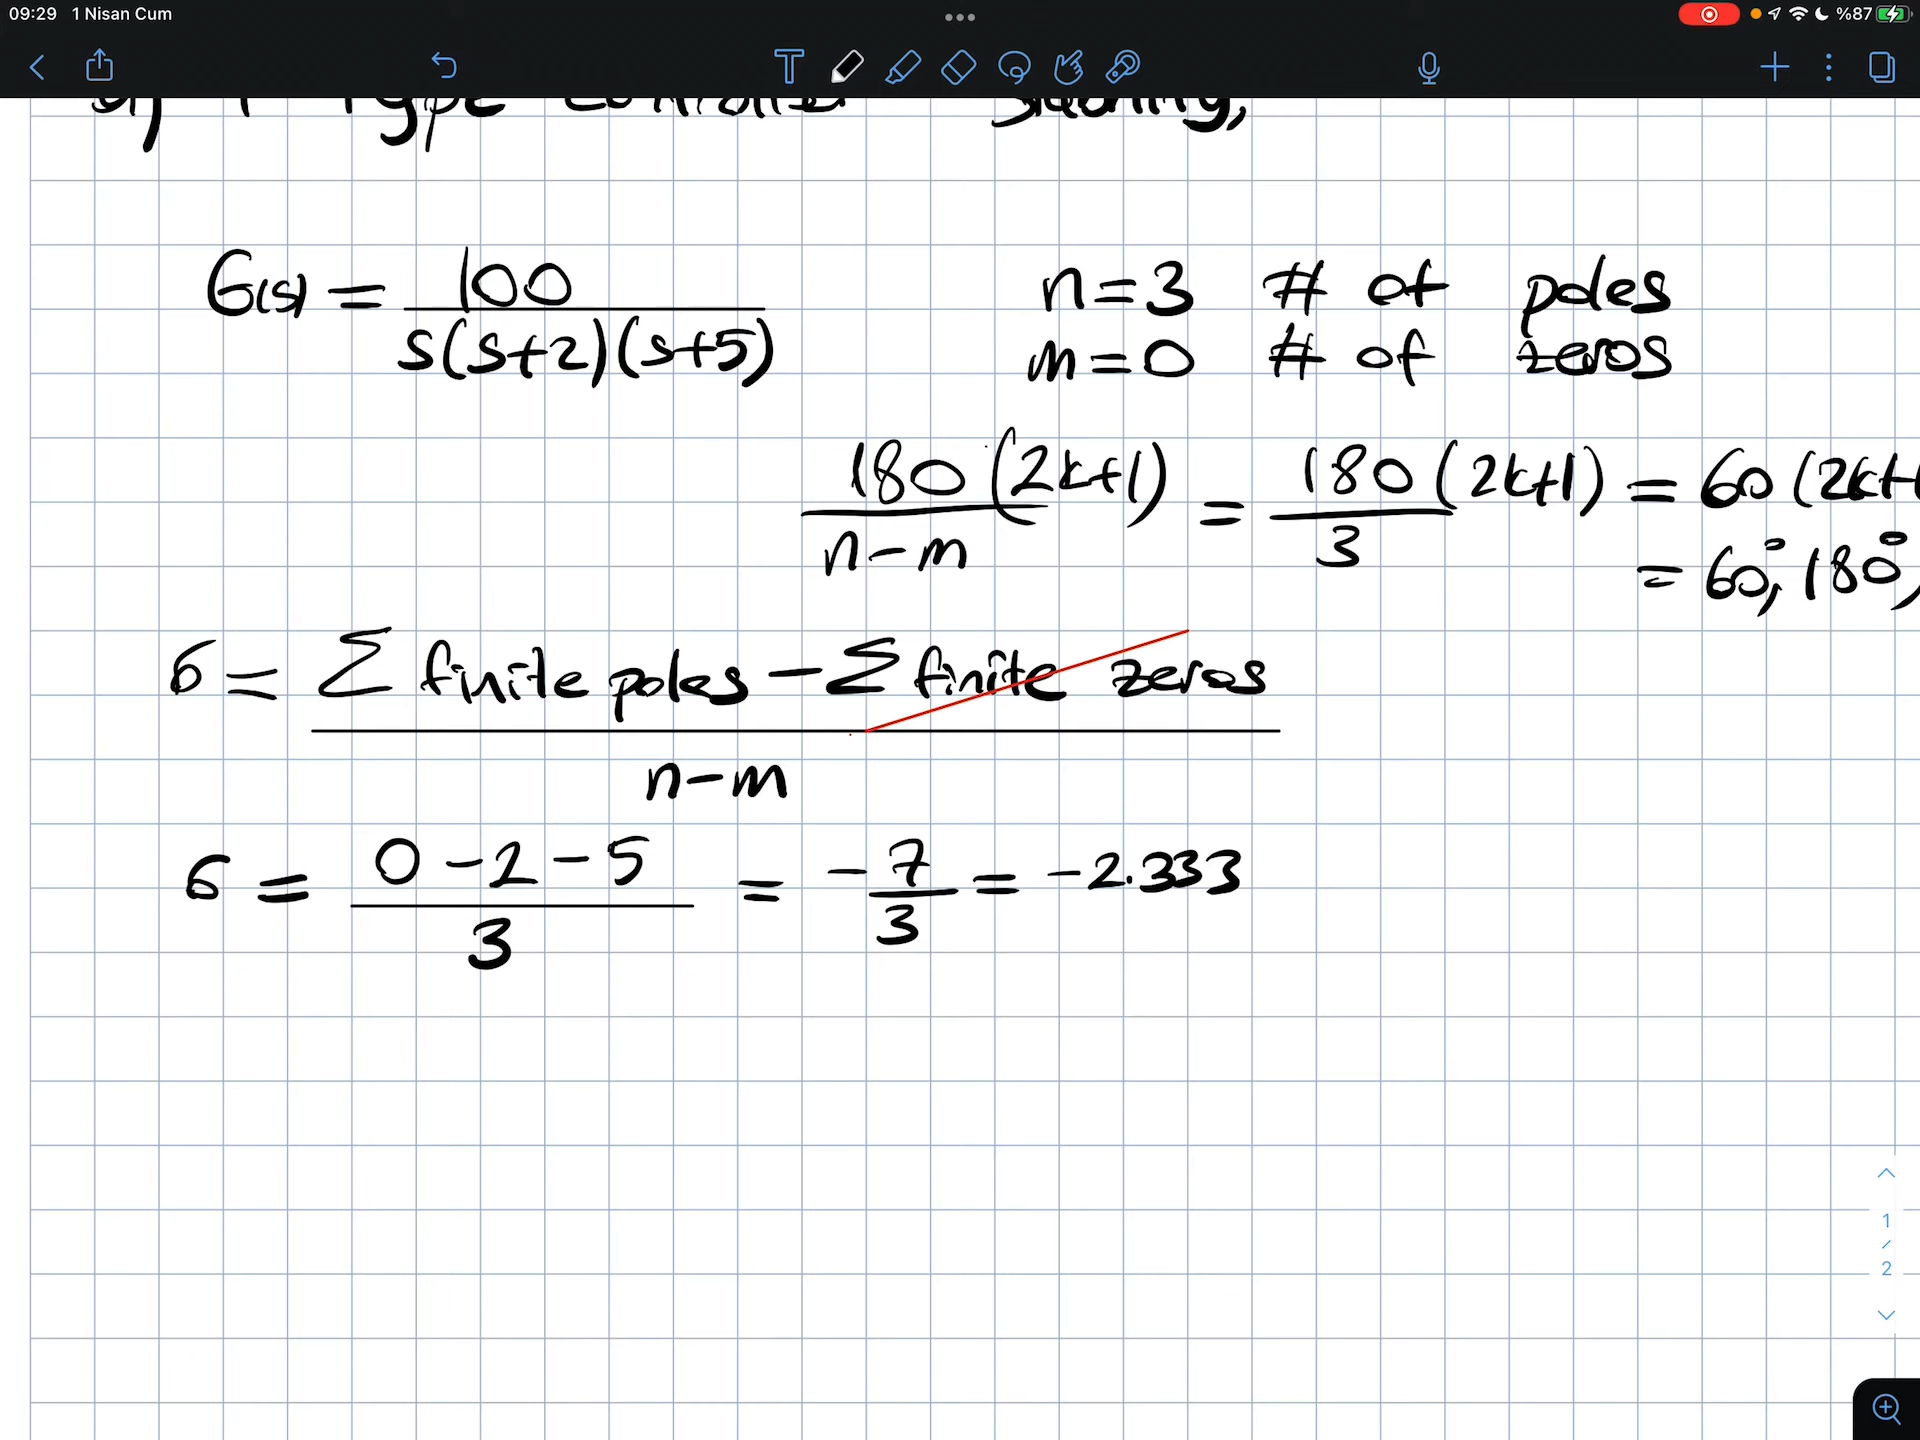 09:29 1 Nisan Cum
%87
Type Controller
G(s) = 100 / s(s+2)(s+5)
n=3 # of poles
m=0 # of zeros
180(2k+1) / n-m = 180(2k+1) / 3 = 60(2k+
= 60°, 180°,
σ = Σ finite poles - Σ finite zeros / n-m
σ = 0-2-5 / 3 = -7/3 = -2.333
1
/
2